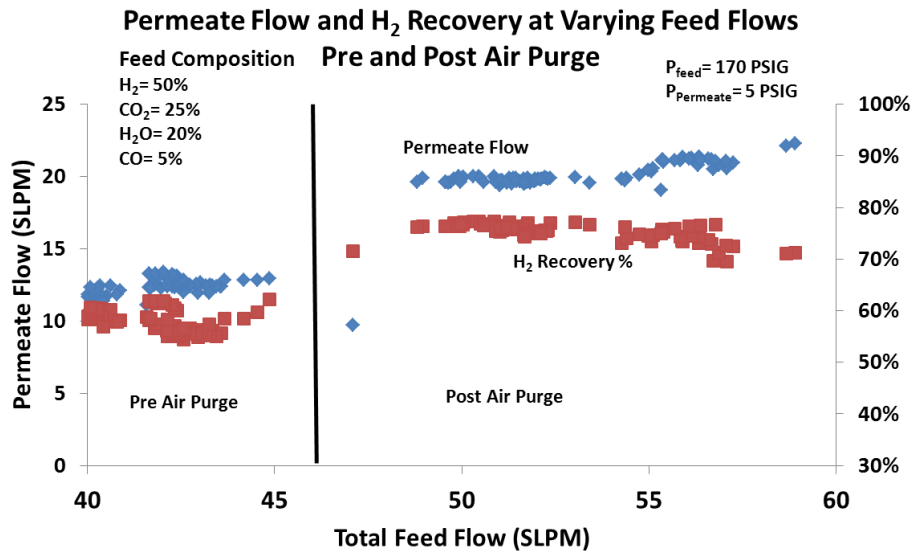 Permeate Flow and H₂ Recovery at Varying Feed Flows
Pre and Post Air Purge
Feed Composition
H₂= 50%
CO₂= 25%
H₂O= 20%
CO= 5%
P_feed= 170 PSIG
P_Permeate= 5 PSIG
Permeate Flow (SLPM)
25
20
15
10
5
0
Permeate Flow
H₂ Recovery %
Pre Air Purge
Post Air Purge
100%
90%
80%
70%
60%
50%
40%
30%
40
45
50
55
60
Total Feed Flow (SLPM)